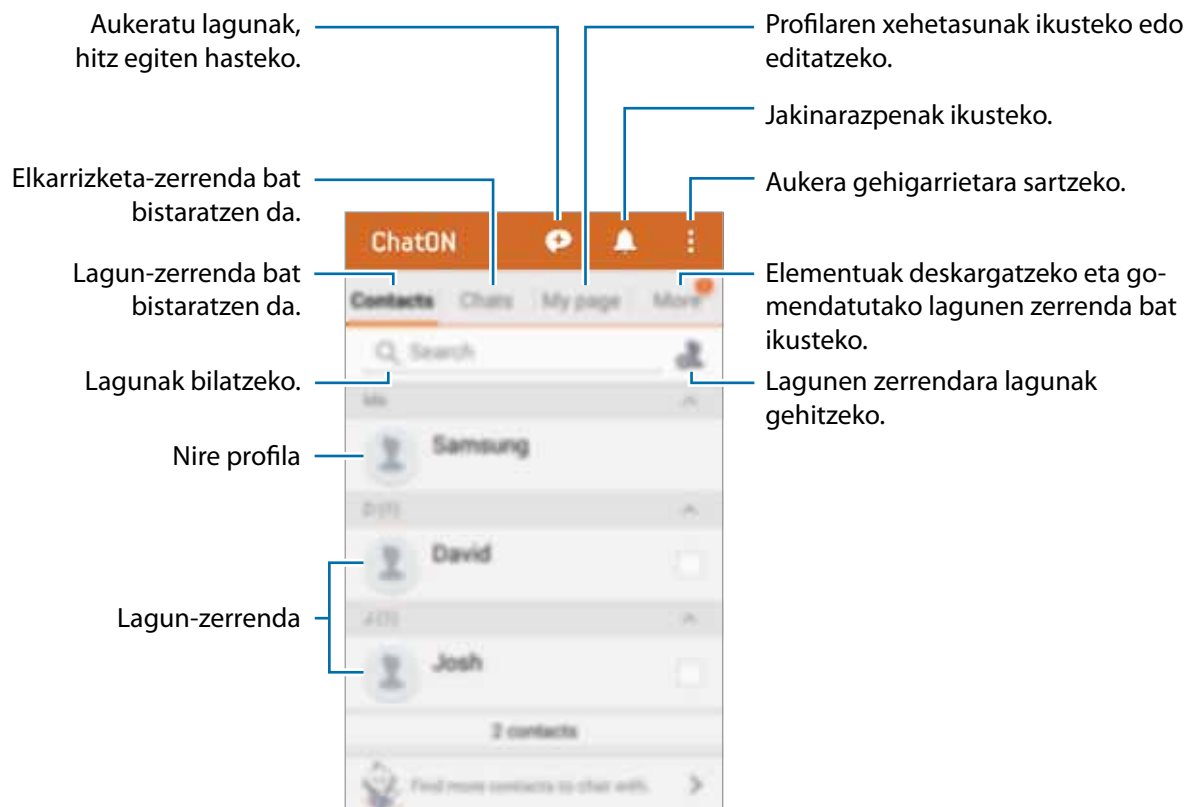 Aukeratu lagunak,
hitz egiten hasteko.
Profilaren xehetasunak ikusteko edo
editatzeko.
Jakinarazpenak ikusteko.
Elkarrizketa-zerrenda bat
bistaratzen da.
Aukera gehigarrietara sartzeko.
ChatON
Lagun-zerrenda bat
bistaratzen da.
Elementuak deskargatzeko eta go-
mendatutako lagunen zerrenda bat
ikusteko.
Contacts Chats My page More
Search
Lagunak bilatzeko.
Lagunen zerrendara lagunak
gehitzeko.
Me
Nire profila
Samsung
D (1)
David
Lagun-zerrenda
J (1)
Josh
2 contacts
Find more contacts to chat with.